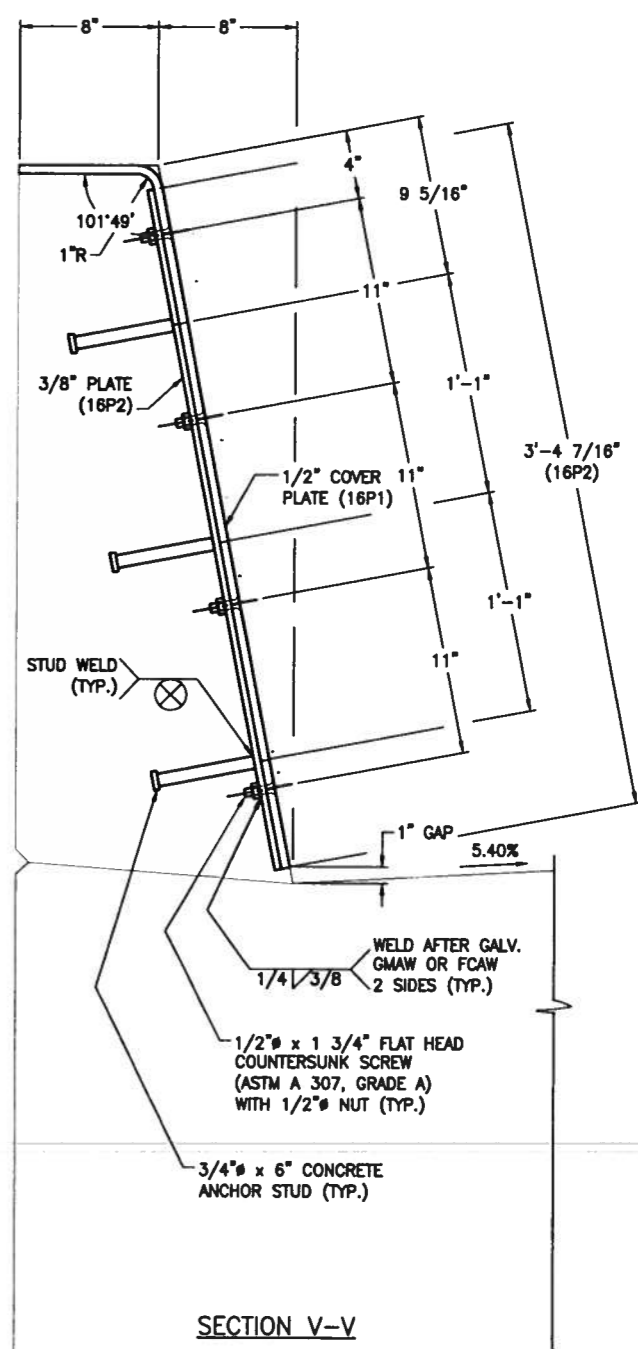 8"
8"
4"
9 5/16"
101°49'
1"R
11"
3/8" PLATE
(16P2)
1'-1"
3'-4 7/16"
(16P2)
1/2" COVER
PLATE (16P1)
11"
1'-1"
11"
STUD WELD
(TYP.)
1" GAP
5.40%
WELD AFTER GALV.
GMAW OR FCAW
2 SIDES (TYP.)
1/4
3/8
1/2"ø x 1 3/4" FLAT HEAD
COUNTERSUNK SCREW
(ASTM A 307, GRADE A)
WITH 1/2"ø NUT (TYP.)
3/4"ø x 6" CONCRETE
ANCHOR STUD (TYP.)
SECTION V-V